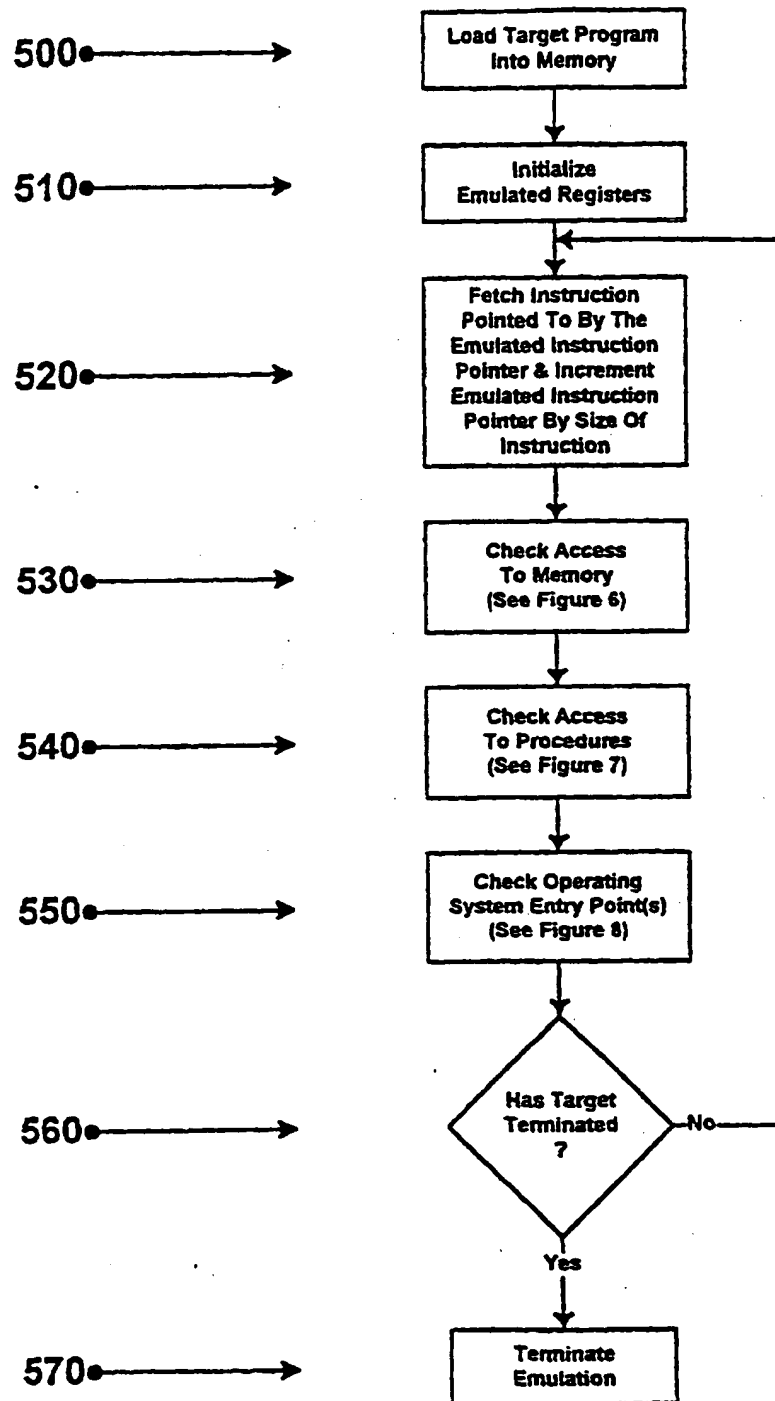 500
Load Target Program
Into Memory
510
Initialize
Emulated Registers
520
Fetch Instruction
Pointed To By The
Emulated Instruction
Pointer & Increment
Emulated Instruction
Pointer By Size Of
Instruction
530
Check Access
To Memory
(See Figure 6)
540
Check Access
To Procedures
(See Figure 7)
550
Check Operating
System Entry Point(s)
(See Figure 8)
560
Has Target
Terminated
?
No
Yes
570
Terminate
Emulation